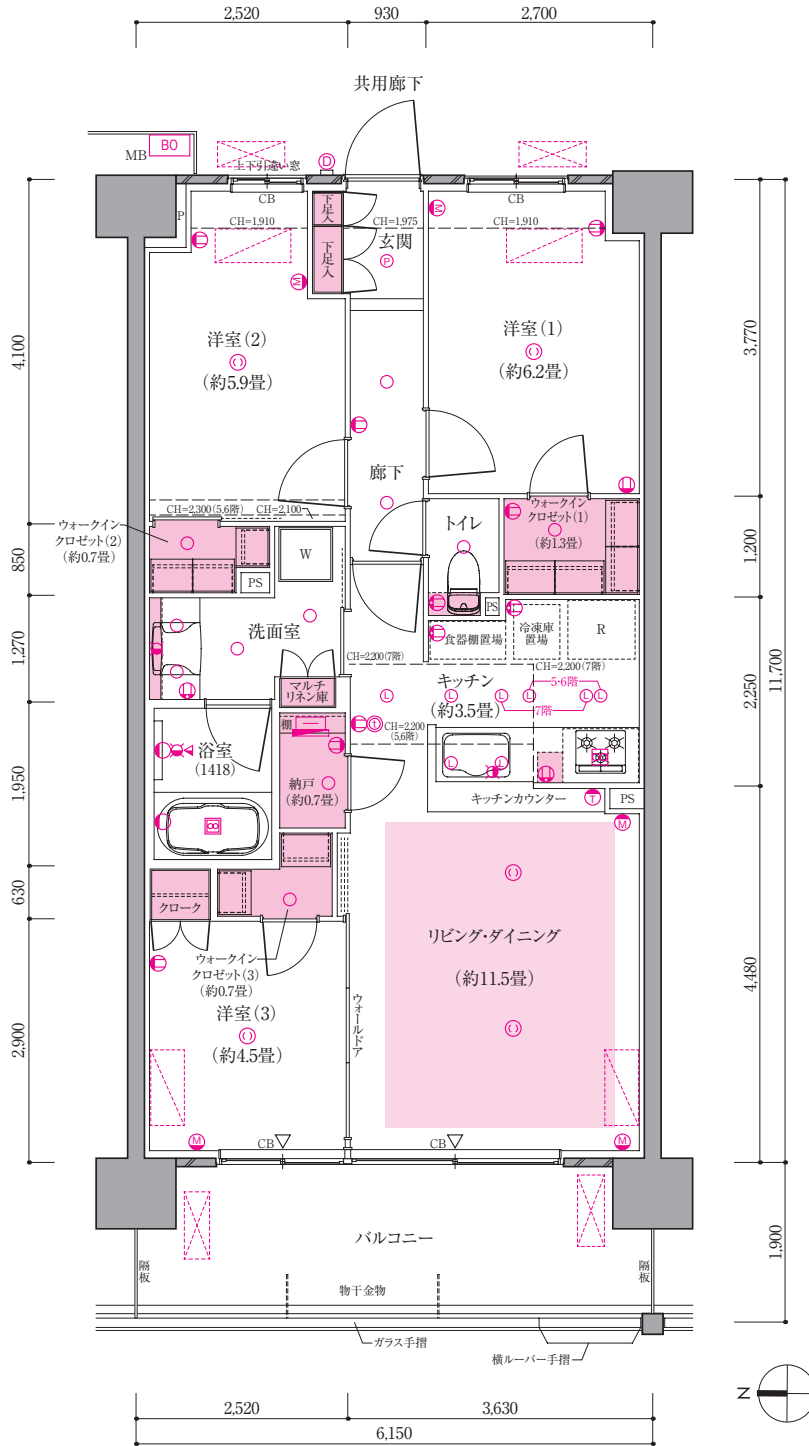 2,520
930
2,700
共用廊下
MB
BO
上下引違い窓
D
CB
CB
P
CH=1,910
下足入
CH=1,975
CH=1,910
M
玄関
下足入
P
M
4,100
3,770
洋室(2)
(約5.9畳)
洋室(1)
(約6.2畳)
廊下
CH=2,300(5,6階)
CH=2,100
トイレ
ウォークイン
クロゼット(1)
(約1.3畳)
ウォークイン
クロゼット(2)
(約0.7畳)
W
850
1,200
PS
PS
洗面室
食器棚置場
冷凍庫
置場
R
1,270
CH=2,200(7階)
CH=2,200(7階)
11,700
2,250
マルチ
リネン庫
キッチン
(約3.5畳)
5・6階
L
L
L
L
L
L
7階
棚
t
CH=2,200
(5,6階)
浴室
(1418)
1,950
納戸
(約0.7畳)
L
L
キッチンカウンター
T
PS
M
630
クローク
リビング・ダイニング
(約11.5畳)
4,480
ウォークイン
クロゼット(3)
(約0.7畳)
洋室(3)
(約4.5畳)
ウォールドア
2,900
M
CB
CB
M
バルコニー
1,900
隔板
隔板
物干金物
ガラス手摺
横ルーバー手摺
N
2,520
3,630
6,150